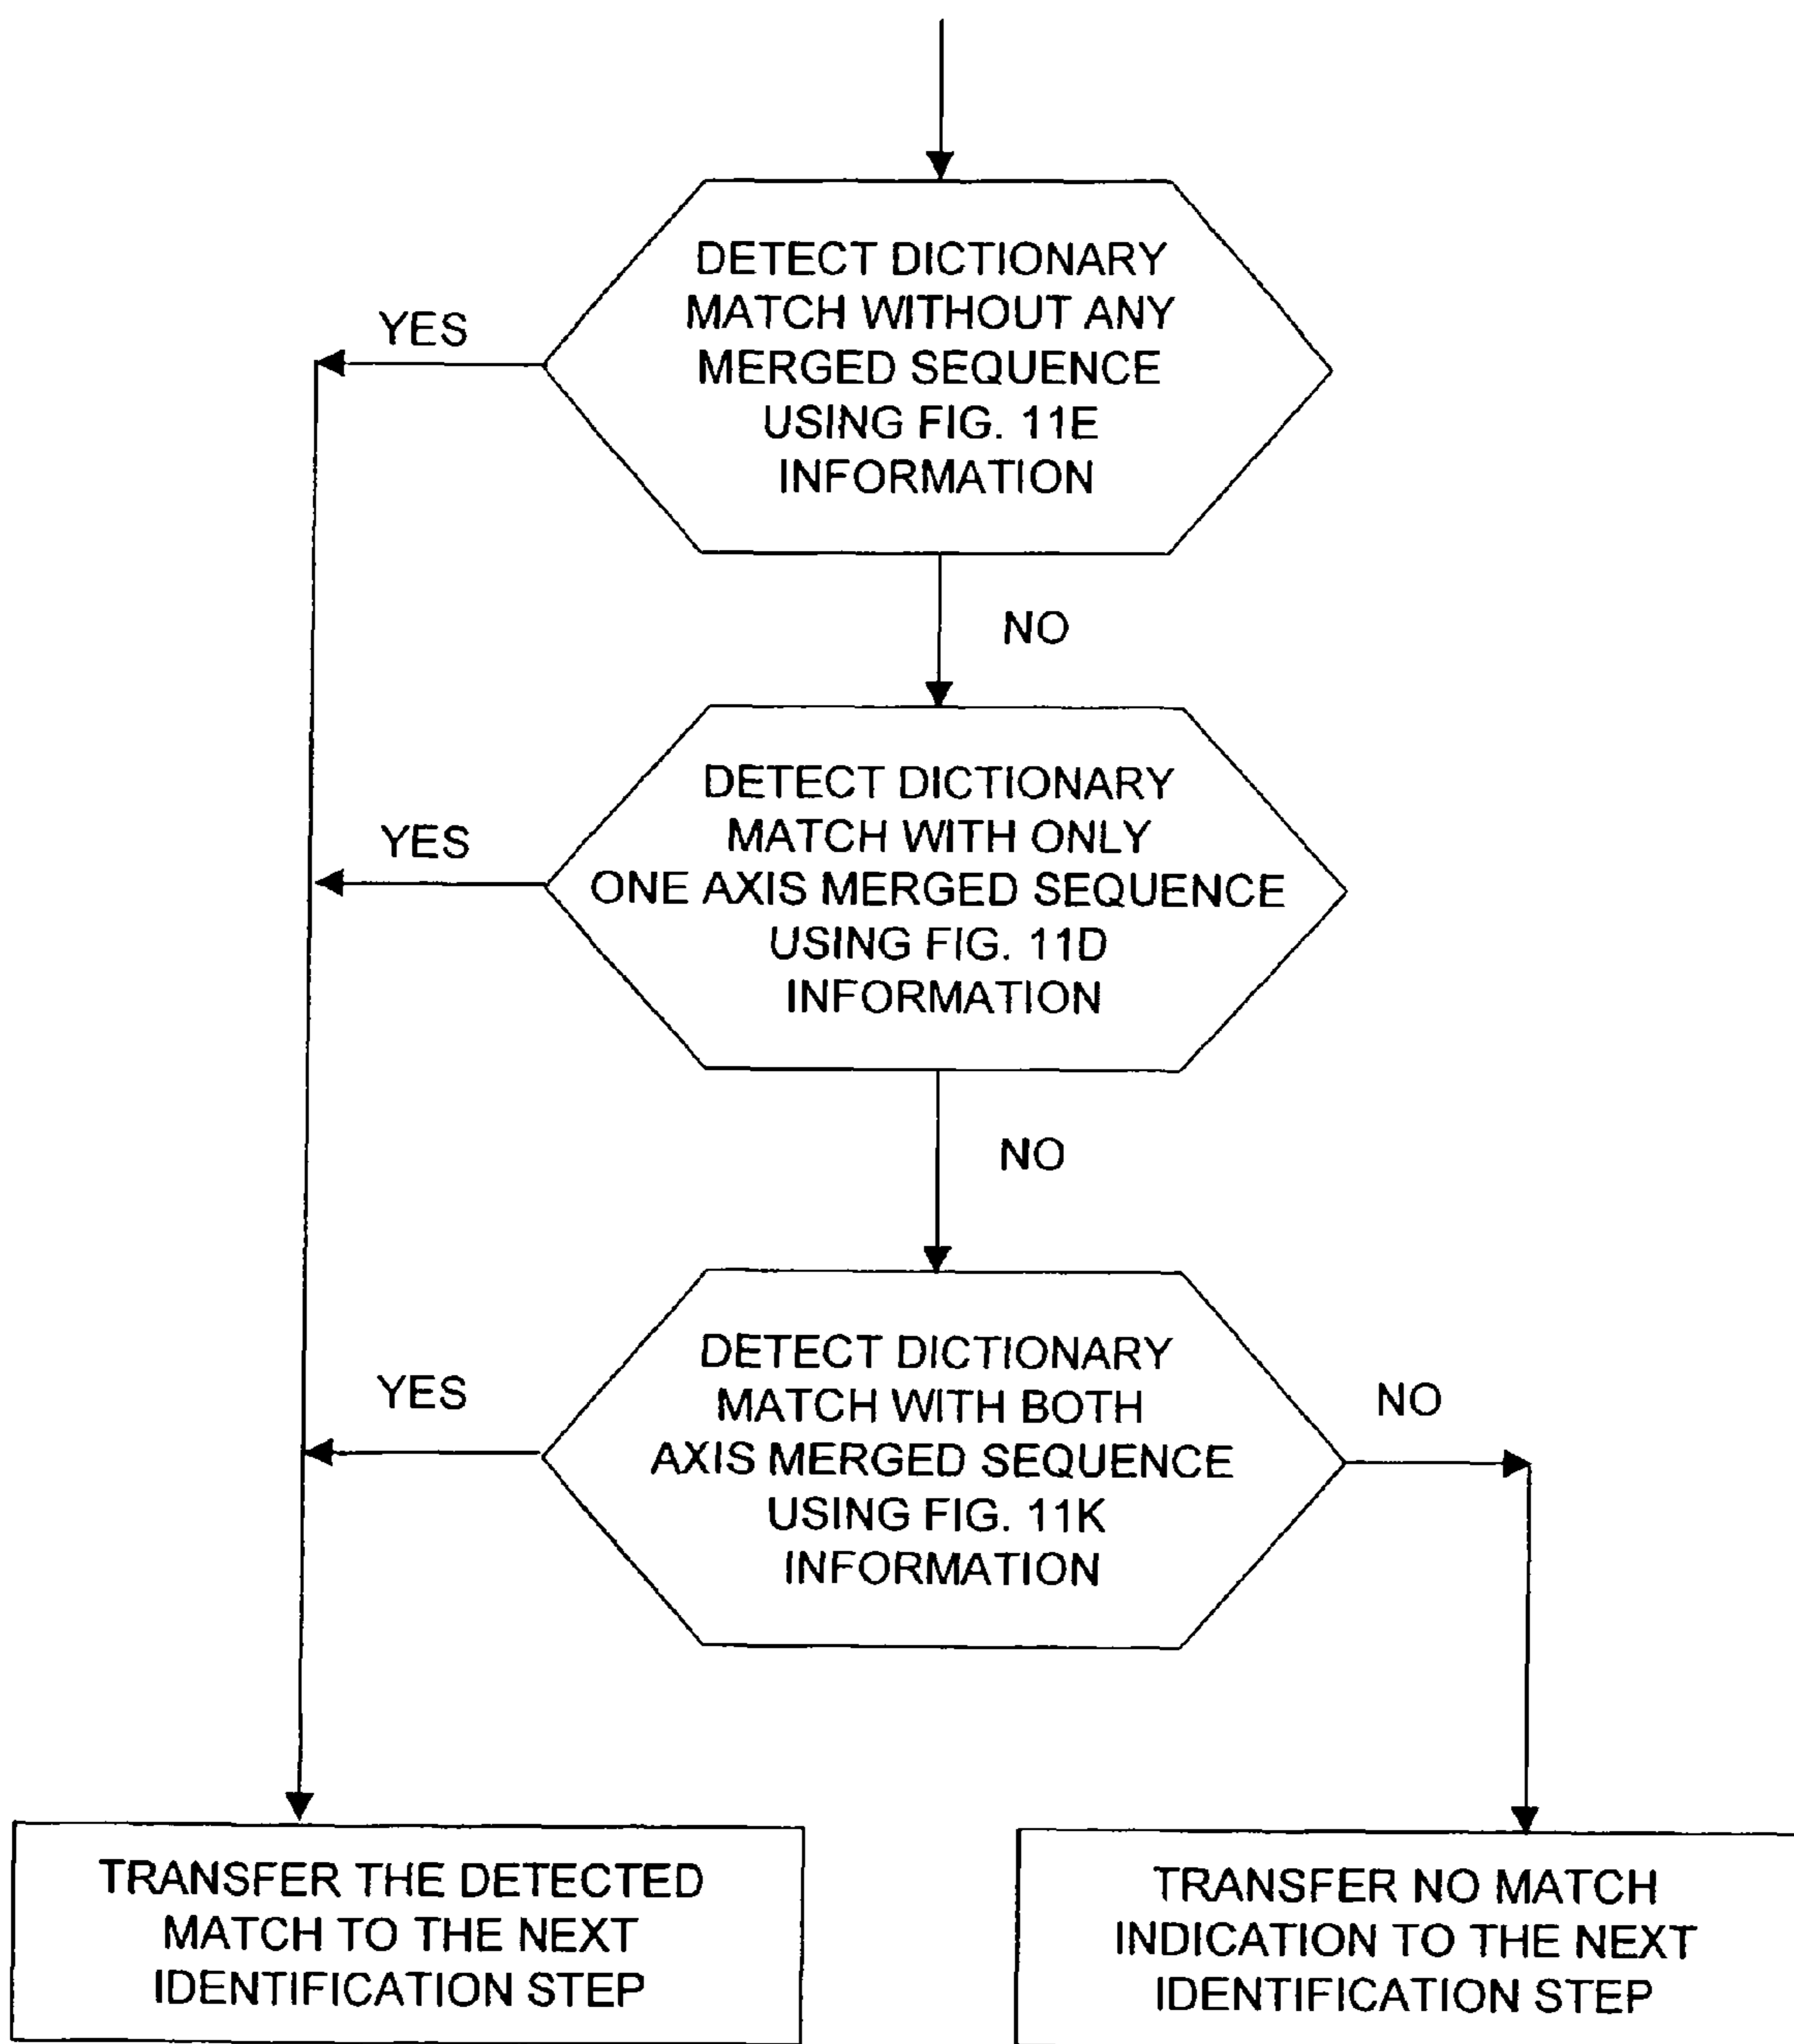 DETECT DICTIONARY
MATCH WITHOUT ANY
MERGED SEQUENCE
USING FIG. 11E
INFORMATION
YES
NO
DETECT DICTIONARY
MATCH WITH ONLY
ONE AXIS MERGED SEQUENCE
USING FIG. 11D
INFORMATION
YES
NO
DETECT DICTIONARY
MATCH WITH BOTH
AXIS MERGED SEQUENCE
USING FIG. 11K
INFORMATION
YES
NO
TRANSFER THE DETECTED
MATCH TO THE NEXT
IDENTIFICATION STEP
TRANSFER NO MATCH
INDICATION TO THE NEXT
IDENTIFICATION STEP